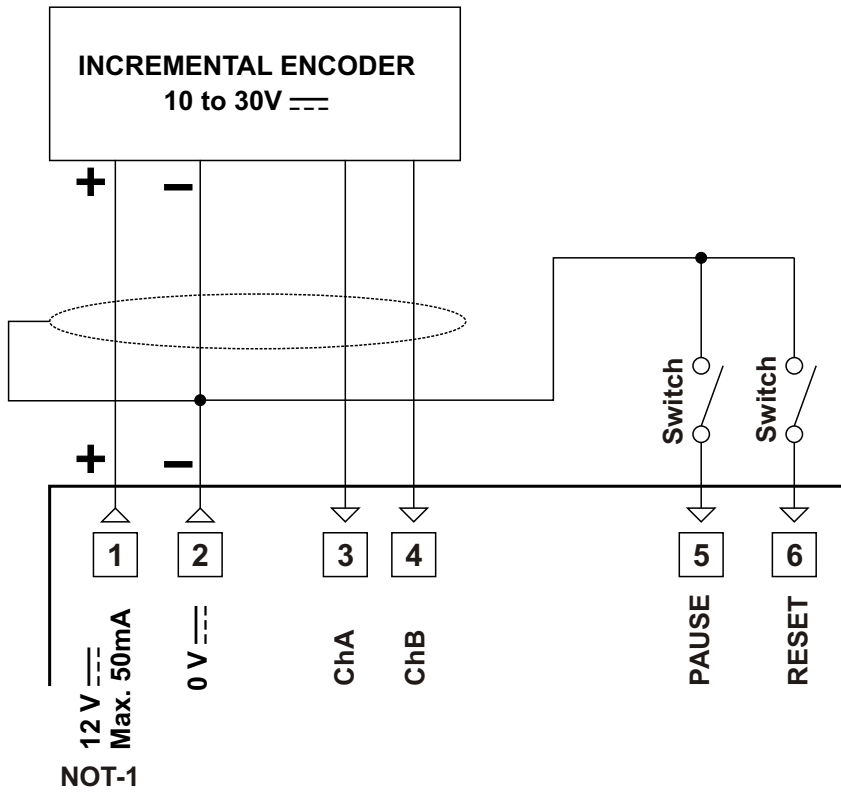 INCREMENTAL ENCODER
10 to 30V
+
−
Switch
Switch
+
−
1
2
3
4
5
6
12 V
Max. 50mA
0 V
ChA
ChB
PAUSE
RESET
NOT-1